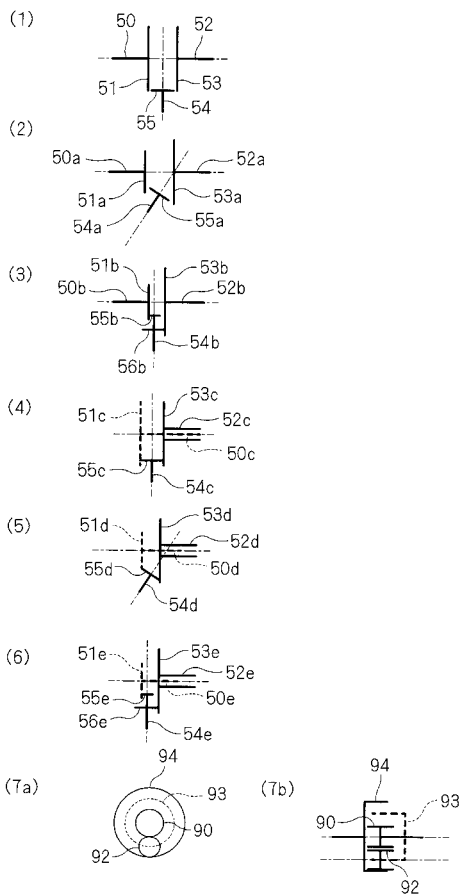 (1)
50 52
51 53
55 54
(2)
50a 52a
51a 53a
54a 55a
(3)
51b 53b
50b 52b
55b
56b 54b
(4)
51c 53c
52c
50c
55c
54c
(5)
51d 53d
52d
55d 50d
54d
(6)
51e 53e
52e
55e 50e
56e
54e
(7a) 94 (7b) 94
93 93
90 90
92 92